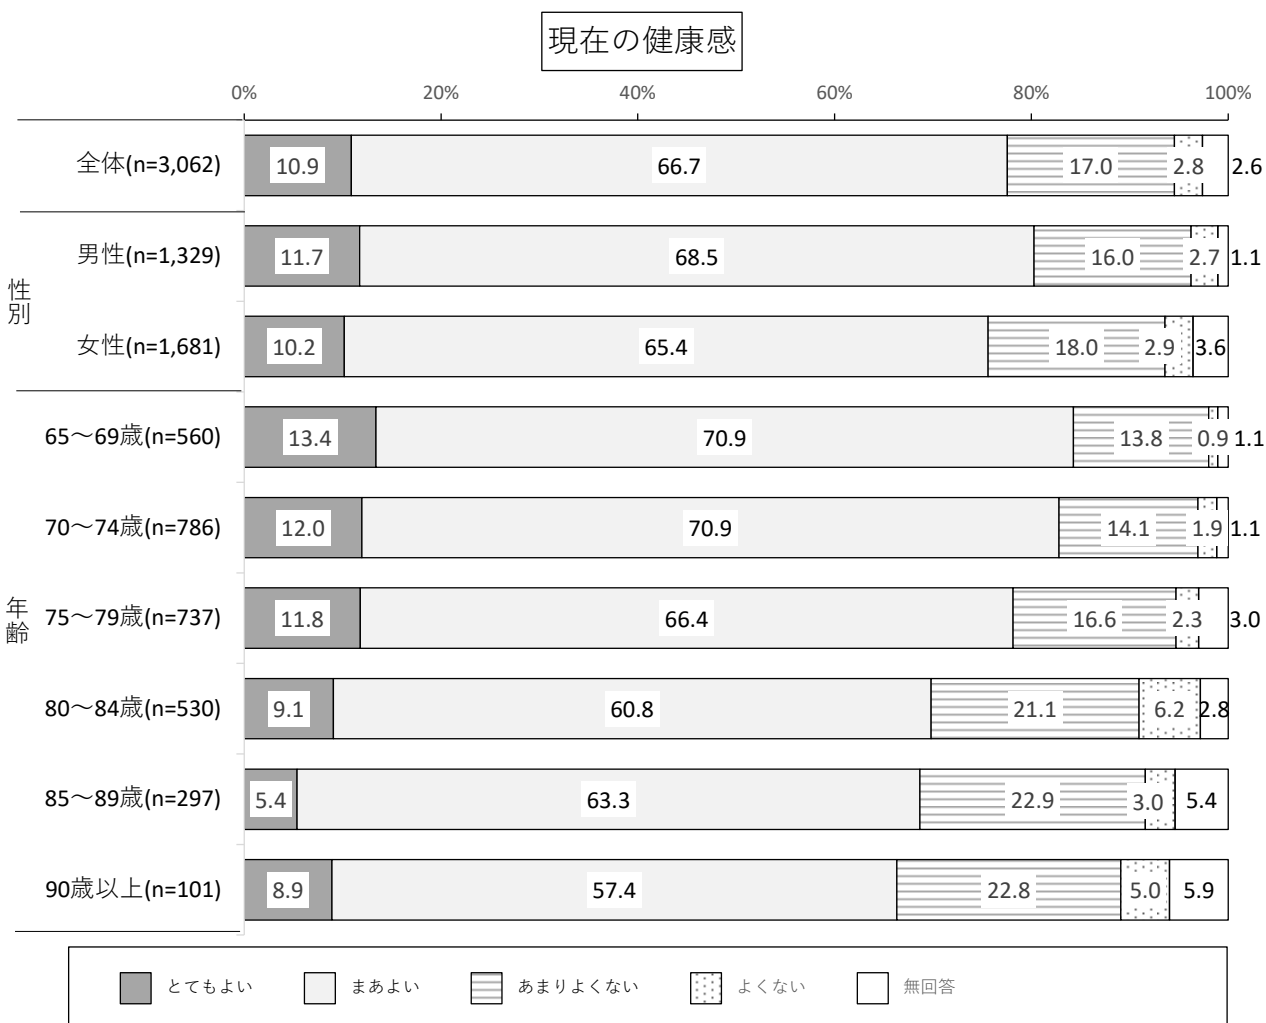 現在の健康感
0% 20% 40% 60% 80% 100%
全体(n=3,062) 10.9 66.7 17.0 2.8 2.6
性別
男性(n=1,329) 11.7 68.5 16.0 2.7 1.1
女性(n=1,681) 10.2 65.4 18.0 2.9 3.6
年齢
65～69歳(n=560) 13.4 70.9 13.8 0.9 1.1
70～74歳(n=786) 12.0 70.9 14.1 1.9 1.1
75～79歳(n=737) 11.8 66.4 16.6 2.3 3.0
80～84歳(n=530) 9.1 60.8 21.1 6.2 2.8
85～89歳(n=297) 5.4 63.3 22.9 3.0 5.4
90歳以上(n=101) 8.9 57.4 22.8 5.0 5.9
とてもよい まあよい あまりよくない よくない 無回答